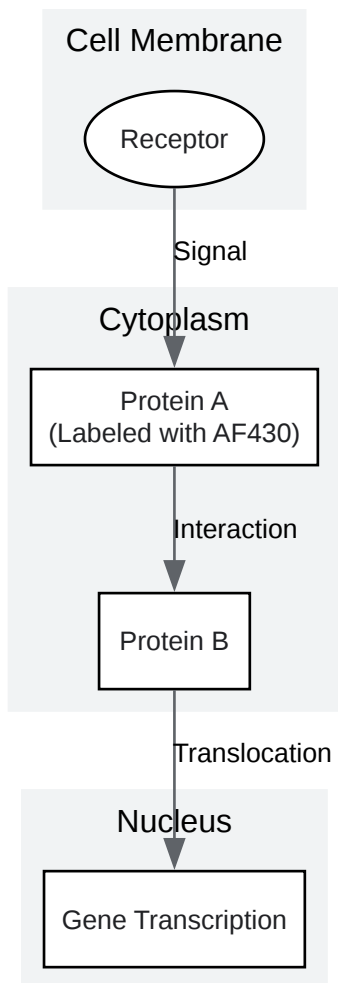 Cell Membrane
Receptor
Signal
Cytoplasm
Protein A
(Labeled with AF430)
Interaction
Protein B
Translocation
Nucleus
Gene Transcription